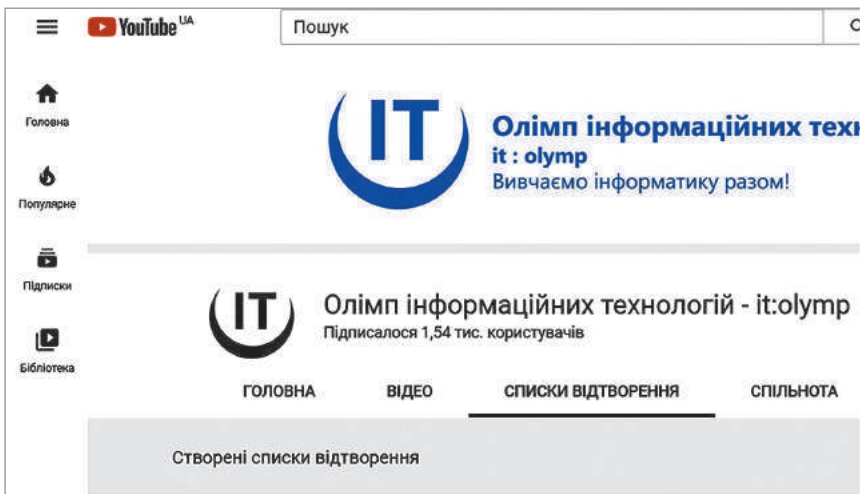 YouTube UA
Пошук
Головна
Популярне
Підписки
Бібліотека
IT
Олімп інформаційних
it : olymp
Вивчаємо інформатику разом!
IT
Олімп інформаційних технологій - it:olymp
Підписалося 1,54 тис. користувачів
ГОЛОВНА ВІДЕО СПИСКИ ВІДТВОРЕННЯ СПІЛЬНОТА
Створені списки відтворення